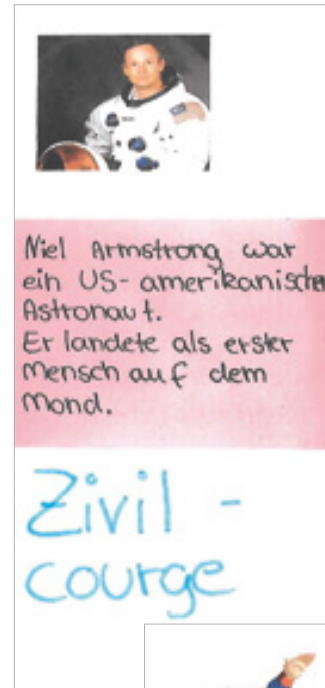 Niel Armstrong war
ein US-amerikanischer
Astronaut.
Er landete als erster
Mensch auf dem
Mond.
Zivil-
courge